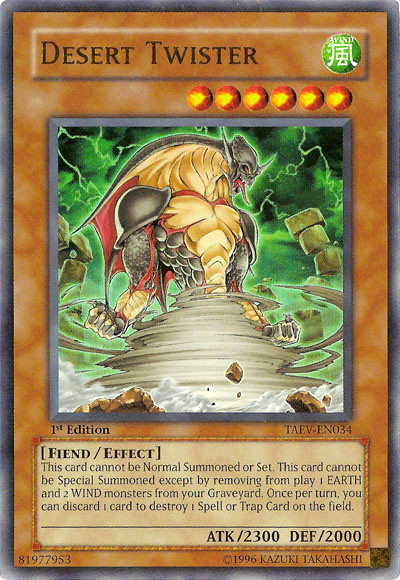 DESERT TWISTER
WIND
風
1st Edition
TAEV-EN034
[FIEND / EFFECT]
This card cannot be Normal Summoned or Set. This card cannot
be Special Summoned except by removing from play 1 EARTH
and 2 WIND monsters from your Graveyard. Once per turn, you
can discard 1 card to destroy 1 Spell or Trap Card on the field.
ATK/2300 DEF/2000
81977953
©1996 KAZUKI TAKAHASHI